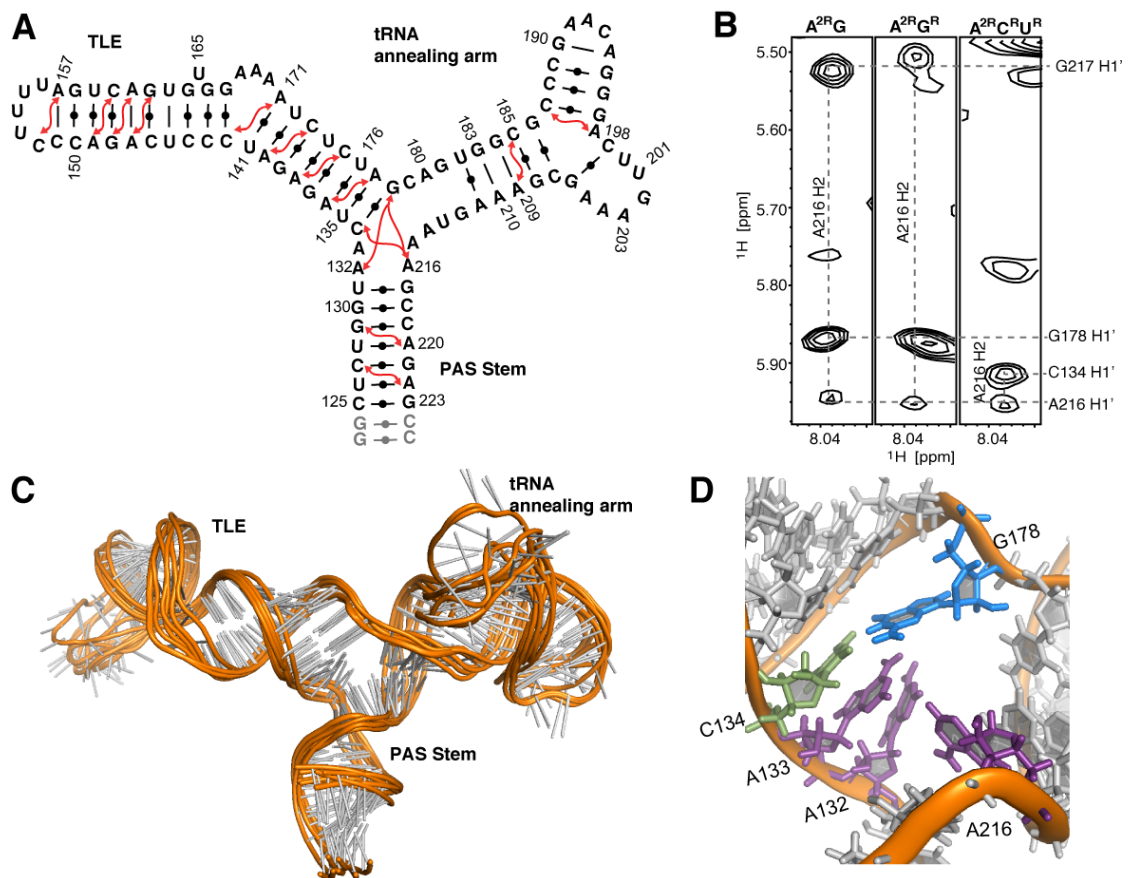 A
TLE
tRNA
annealing arm
157
165
171
176
180
183
185
190
198
201
203
209
210
216
220
223
125
130
132
135
141
150
U U U U A G U C A G U G U G G A A A A U C U C U A
C C C A G A C U C C C U A G A G A U C A A
G C A G U G G C G C C C G A A C A G G G A C U U G A A A G C G A A A G U A A
U G G U C U C G G
A G C C A G A G C C
PAS Stem
B
A²ᴿG
A²ᴿGᴿ
A²ᴿCᴿUᴿ
5.50
5.60
5.70
5.80
5.90
¹H [ppm]
A216 H2
A216 H2
A216 H2
G217 H1'
G178 H1'
C134 H1'
A216 H1'
8.04
8.04
8.04
¹H [ppm]
C
TLE
tRNA
annealing arm
PAS Stem
D
G178
C134
A133
A132
A216